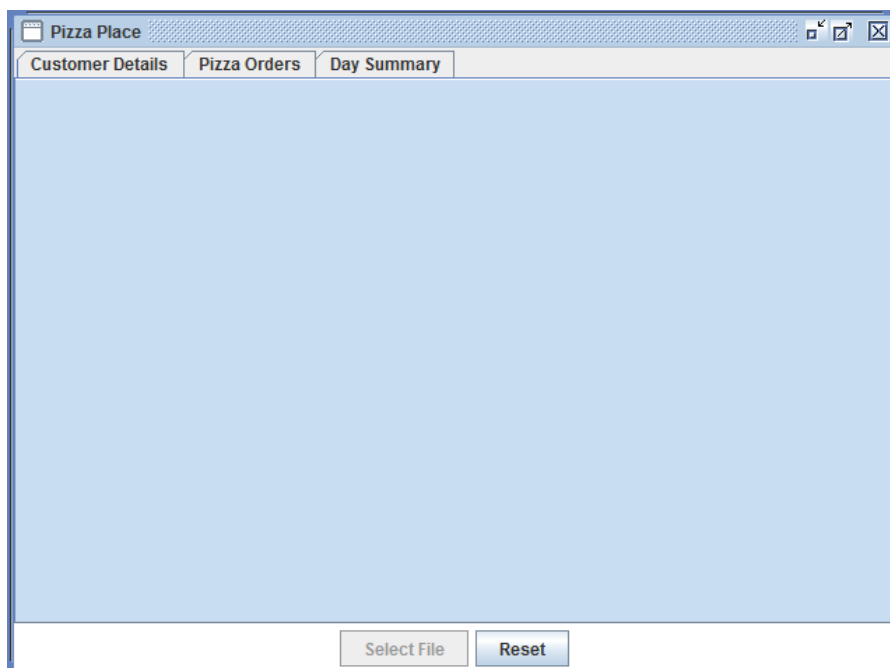 Pizza Place
Customer Details Pizza Orders Day Summary
Select File Reset